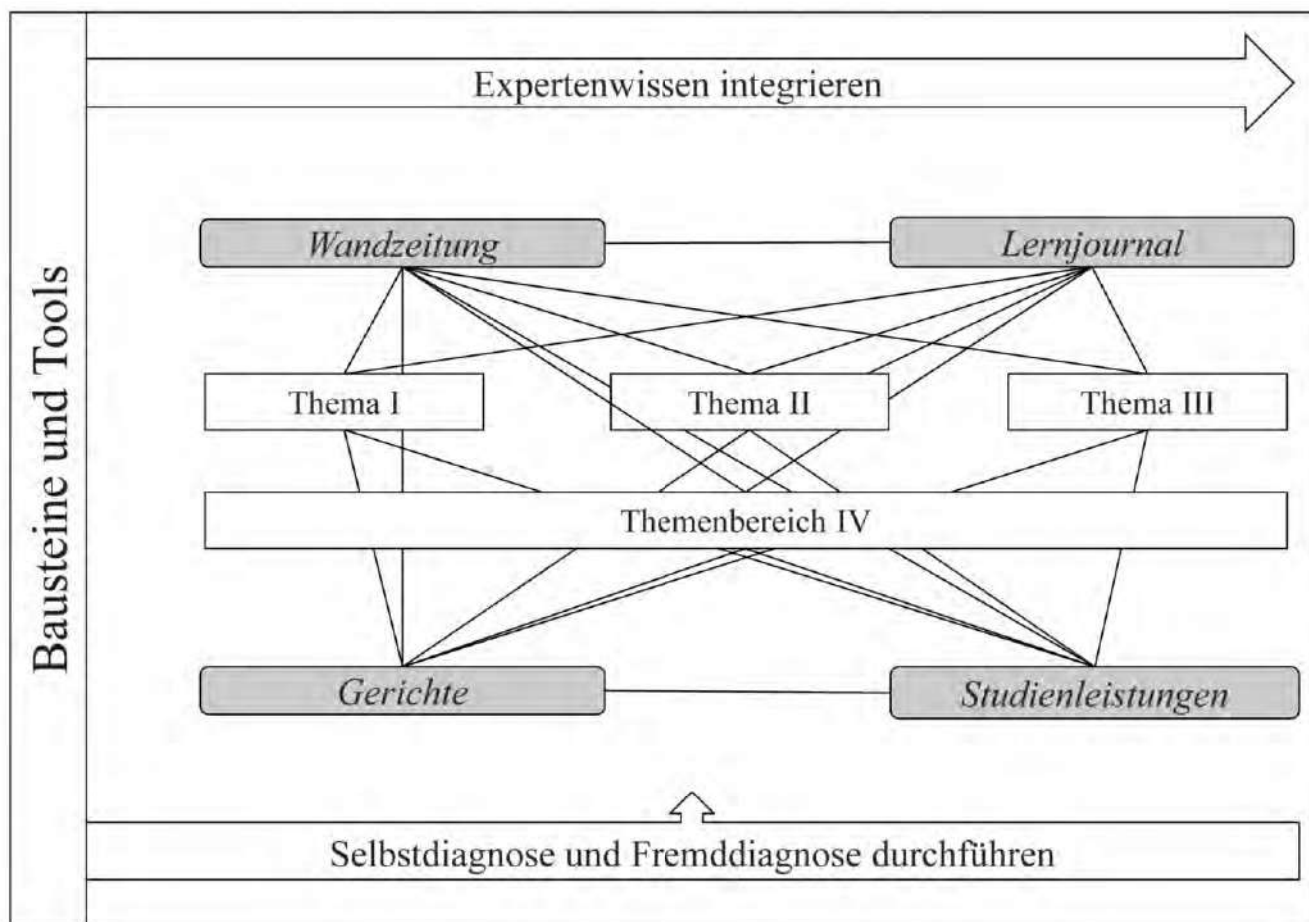 Bausteine und Tools
Expertenwissen integrieren
Wandzeitung
Lernjournal
Thema I
Thema II
Thema III
Themenbereich IV
Gerichte
Studienleistungen
Selbstdiagnose und Fremddiagnose durchführen